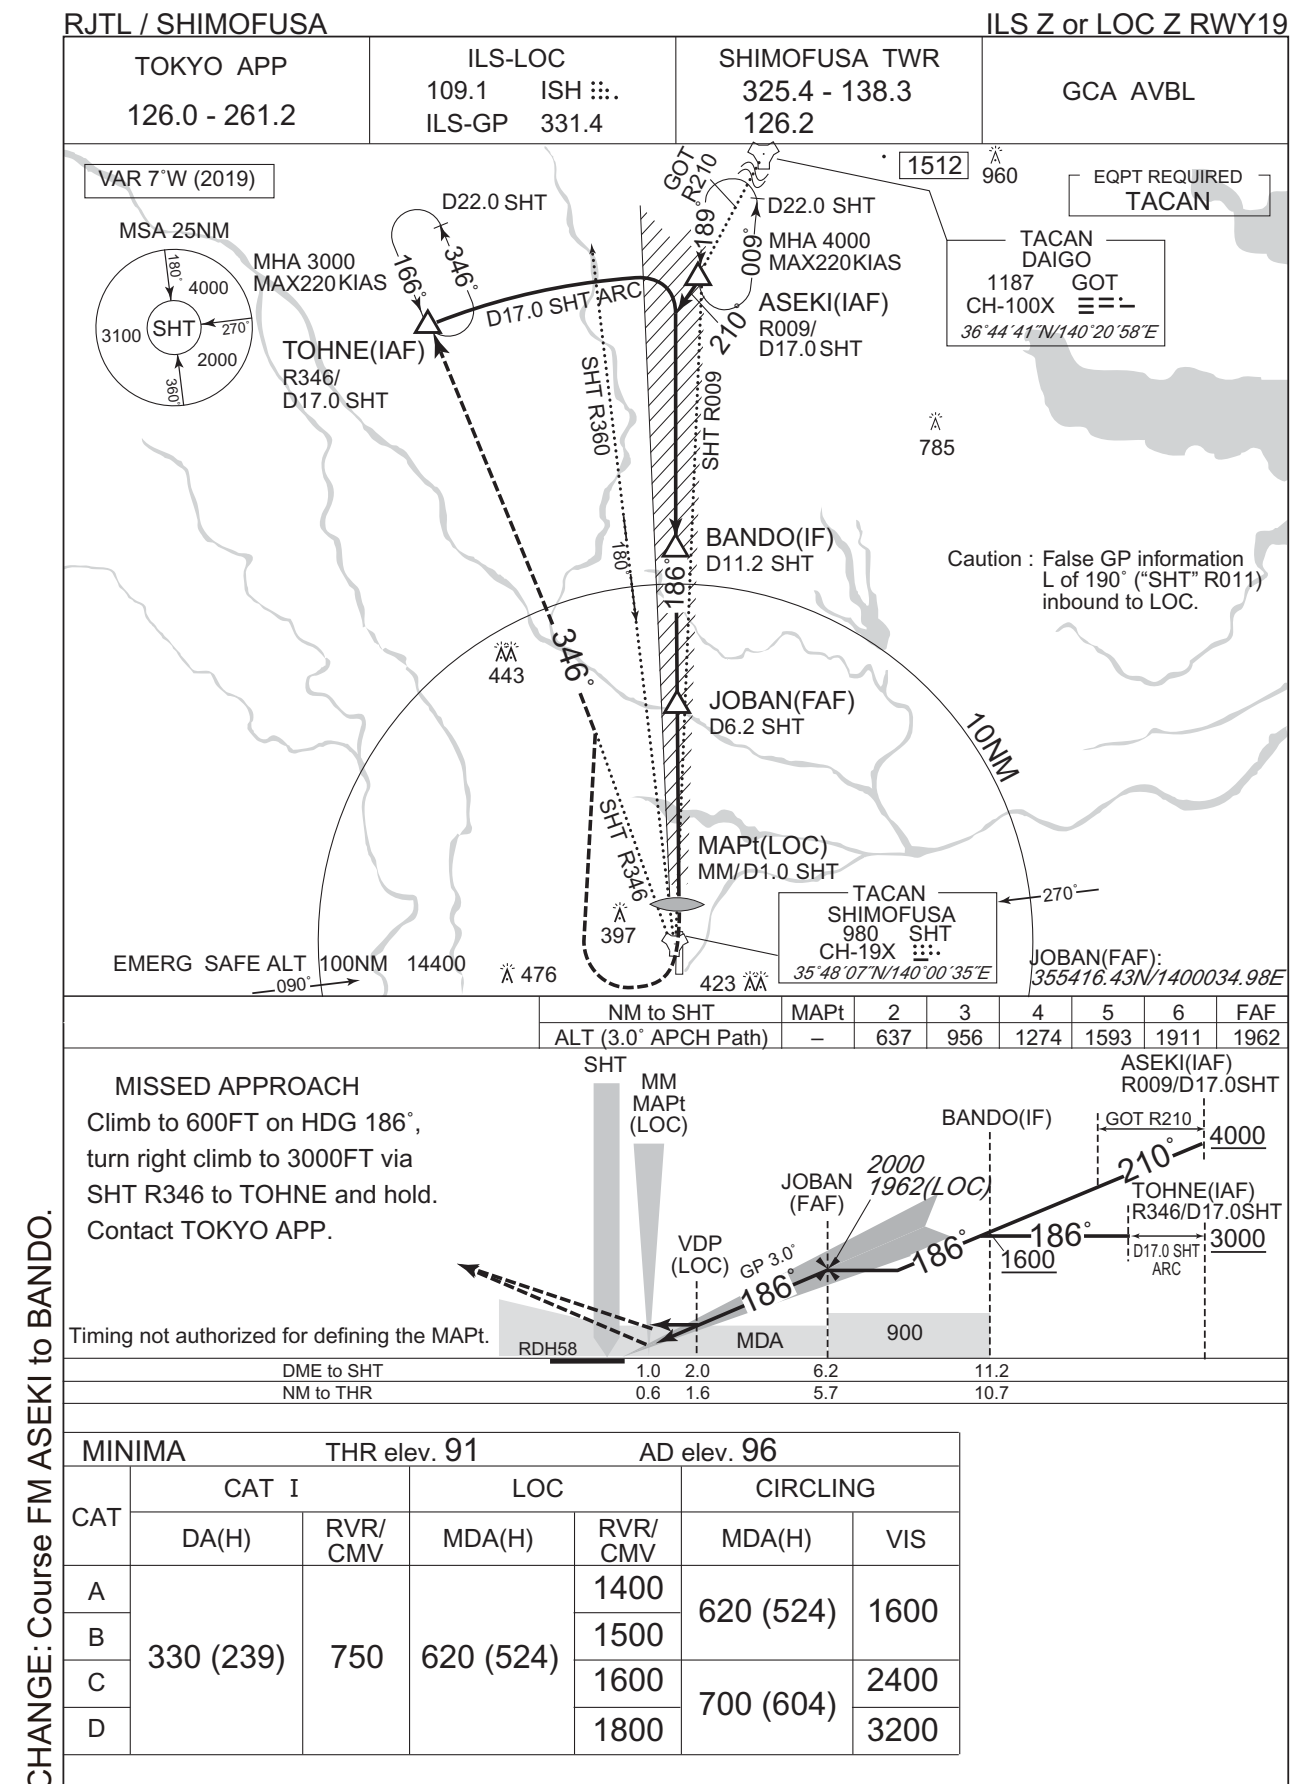 RJTL / SHIMOFUSA
ILS Z or LOC Z RWY19
TOKYO APP
126.0 - 261.2
ILS-LOC
109.1 ISH
ILS-GP 331.4
SHIMOFUSA TWR
325.4 - 138.3
126.2
GCA AVBL
VAR 7°W (2019)
MSA 25NM
180°
4000
3100
SHT
270°
2000
360°
D22.0 SHT
MHA 3000
MAX220KIAS
166°
346°
D17.0 SHT ARC
TOHNE(IAF)
R346/
D17.0 SHT
GOT
R210
189°
009°
D22.0 SHT
MHA 4000
MAX220KIAS
ASEKI(IAF)
R009/
D17.0 SHT
210°
1512
960
EQPT REQUIRED
TACAN
TACAN
DAIGO
1187 GOT
CH-100X
36°44′41″N/140°20′58″E
SHT R360
SHT R009
785
180°
BANDO(IF)
D11.2 SHT
186°
Caution : False GP information
L of 190° (“SHT” R011)
inbound to LOC.
443
346°
JOBAN(FAF)
D6.2 SHT
10NM
SHT R346
MAPt(LOC)
MM/D1.0 SHT
397
TACAN
SHIMOFUSA
980 SHT
CH-19X
35°48′07″N/140°00′35″E
270°
EMERG SAFE ALT 100NM 14400
090°
476
423
JOBAN(FAF):
355416.43N/1400034.98E
NM to SHT MAPt 2 3 4 5 6 FAF
ALT (3.0° APCH Path) – 637 956 1274 1593 1911 1962
MISSED APPROACH
Climb to 600FT on HDG 186°,
turn right climb to 3000FT via
SHT R346 to TOHNE and hold.
Contact TOKYO APP.
Timing not authorized for defining the MAPt.
SHT
MM
MAPt
(LOC)
VDP
(LOC)
GP 3.0°
186°
JOBAN
(FAF)
2000
1962(LOC)
BANDO(IF)
186°
1600
186°
ASEKI(IAF)
R009/D17.0SHT
GOT R210
4000
210°
TOHNE(IAF)
R346/D17.0SHT
D17.0 SHT
ARC
3000
RDH58
MDA
900
DME to SHT 1.0 2.0 6.2 11.2
NM to THR 0.6 1.6 5.7 10.7
MINIMA THR elev. 91 AD elev. 96
CAT
CAT I LOC CIRCLING
DA(H) RVR/CMV MDA(H) RVR/CMV MDA(H) VIS
A 1400
B 1500
C 1600 2400
D 1800 3200
330 (239) 750 620 (524)
620 (524) 1600
700 (604)
CHANGE: Course FM ASEKI to BANDO.